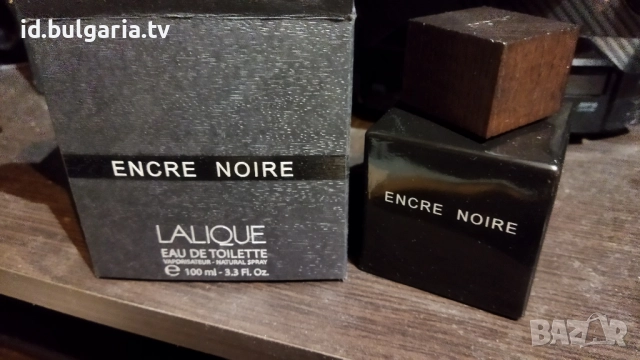 id.bulgaria.tv
ENCRE NOIRE
LALIQUE
EAU DE TOILETTE
VAPORISATEUR - NATURAL SPRAY
e 100 ml - 3.3 Fl. Oz.
ENCRE NOIRE
BAZAR